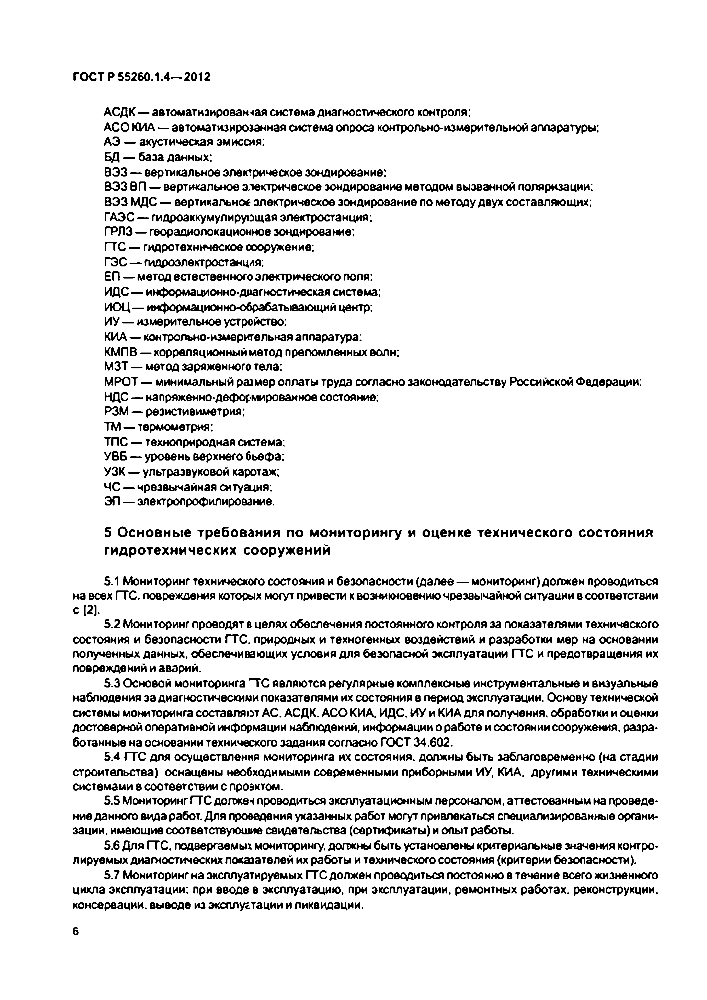 ГОСТ Р 55260.1.4—2012
АСДК — автоматизированная система диагностического контроля;
АСО КИА — автоматизированная система опроса контрольно-измерительной аппаратуры;
АЭ — акустическая эмиссия;
БД — база данных;
ВЭЗ — вертикальное электрическое зондирование;
ВЭЗ ВП — вертикальное электрическое зондирование методом вызванной поляризации;
ВЭЗ МДС — вертикальное электрическое зондирование по методу двух составляющих;
ГАЭС — гидроаккумулирующая электростанция;
ГРЛЗ — георадиолокационное зондирование;
ГТС — гидротехническое сооружение;
ГЭС — гидроэлектростанция;
ЕП — метод естественного электрического поля;
ИДС — информационно-диагностическая система;
ИОЦ — информационно-обрабатывающий центр;
ИУ — измерительное устройство;
КИА — контрольно-измерительная аппаратура;
КМПВ — корреляционный метод преломленных волн;
МЗТ — метод заряженного тела;
МРОТ — минимальный размер оплаты труда согласно законодательству Российской Федерации;
НДС — напряженно-деформированное состояние;
РЗМ — резистивиметрия;
ТМ — термометрия;
ТПС — техноприродная система;
УВБ — уровень верхнего бьефа;
УЗК — ультразвуковой каротаж;
ЧС — чрезвычайная ситуация;
ЭП — электропрофилирование.
5 Основные требования по мониторингу и оценке технического состояния
гидротехнических сооружений
5.1 Мониторинг технического состояния и безопасности (далее — мониторинг) должен проводиться
на всех ГТС, повреждения которых могут привести к возникновению чрезвычайной ситуации в соответствии
с [2].
5.2 Мониторинг проводят в целях обеспечения постоянного контроля за показателями технического
состояния и безопасности ГТС, природных и техногенных воздействий и разработки мер на основании
полученных данных, обеспечивающих условия для безопасной эксплуатации ГТС и предотвращения их
повреждений и аварий.
5.3 Основой мониторинга ГТС являются регулярные комплексные инструментальные и визуальные
наблюдения за диагностическими показателями их состояния в период эксплуатации. Основу технической
системы мониторинга составляют АС, АСДК, АСО КИА, ИДС, ИУ и КИА для получения, обработки и оценки
достоверной оперативной информации наблюдений, информации о работе и состоянии сооружения, разра-
ботанные на основании технического задания согласно ГОСТ 34.602.
5.4 ГТС для осуществления мониторинга их состояния, должны быть заблаговременно (на стадии
строительства) оснащены необходимыми современными приборными ИУ, КИА, другими техническими
системами в соответствии с проэктом.
5.5 Мониторинг ГТС должен проводиться эксплуатационным персоналом, аттестованным на проведе-
ние данного вида работ. Для проведения указанных работ могут привлекаться специализированные органи-
зации, имеющие соответствующие свидетельства (сертификаты) и опыт работы.
5.6 Для ГТС, подвергаемых мониторингу, должны быть установлены критериальные значения контро-
лируемых диагностических показателей их работы и технического состояния (критерии безопасности).
5.7 Мониторинг на эксплуатируемых ГТС должен проводиться постоянно в течение всего жизненного
цикла эксплуатации: при вводе в эксплуатацию, при эксплуатации, ремонтных работах, реконструкции,
консервации, выводе из эксплуатации и ликвидации.
6